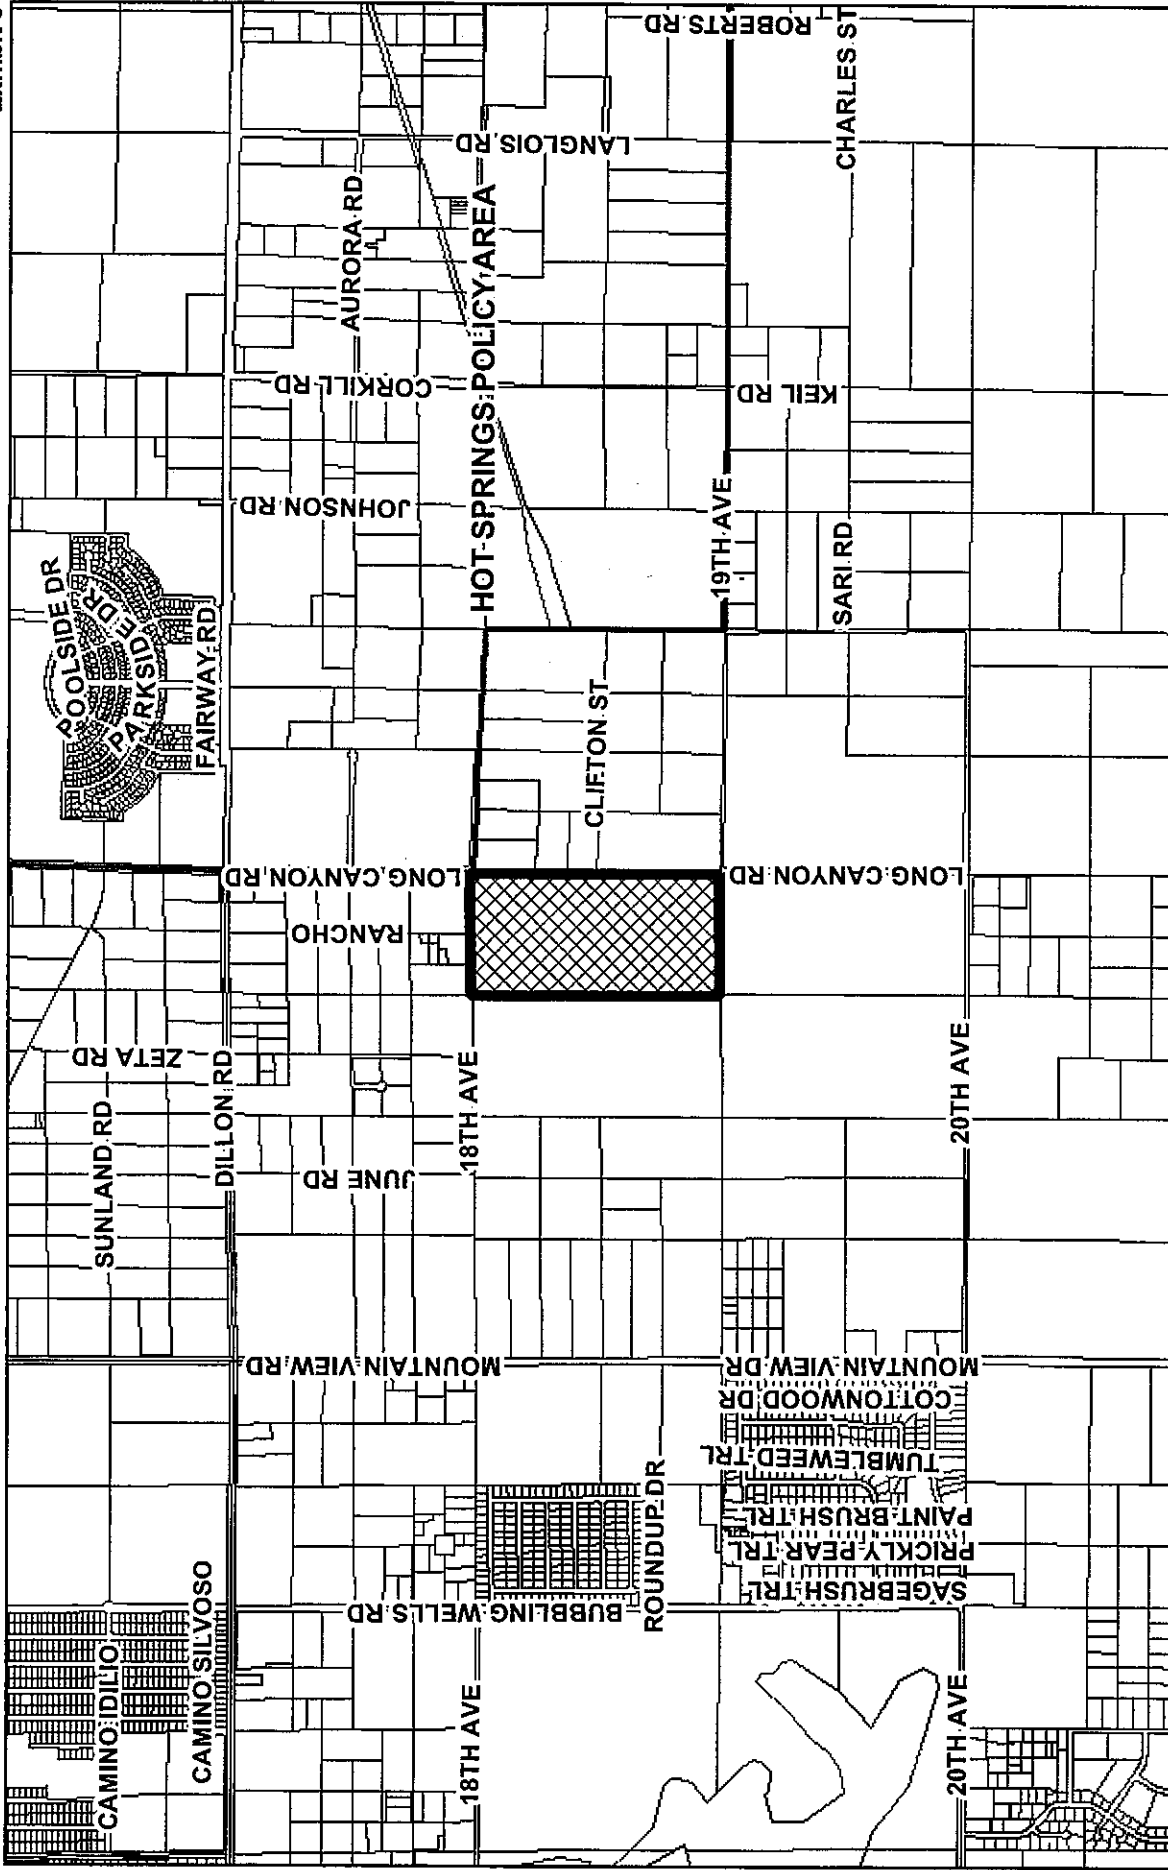 CAMINO IDILIO
CAMINO SILVOSO
SUNLAND RD
ZETA RD
POOLSIDE DR
PARKSIDE DR
FAIRWAY RD
DILLON RD
BUBBLING WELLS RD
MOUNTAIN VIEW RD
JUNE RD
RANCHO
LONG CANYON RD
JOHNSON RD
CORKILL RD
AURORA RD
LANGLOIS RD
HOT SPRINGS POLICY AREA
18TH AVE
18TH AVE
ROUNDUP DR
CLIFTON ST
ROBERTS RD
19TH AVE
SAGEBRUSH TRL
PRICKLY PEAR TRL
PAINT BRUSH TRL
TUMBLEWEED TRL
COTTONWOOD DR
MOUNTAIN VIEW DR
LONG CANYON RD
SARI RD
KEIL RD
CHARLES ST
20TH AVE
20TH AVE